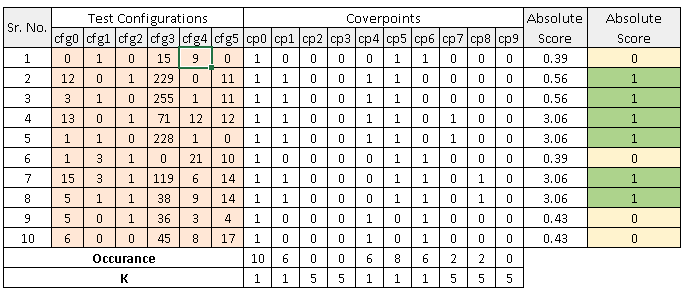 Sr. No. Test Configurations Coverpoints Absolute Score Absolute Score
cfg0 cfg1 cfg2 cfg3 cfg4 cfg5 cp0 cp1 cp2 cp3 cp4 cp5 cp6 cp7 cp8 cp9
1 0 1 0 15 9 0 1 0 0 0 0 1 1 0 0 0 0.39 0
2 12 0 1 229 0 11 1 1 0 0 0 1 0 0 0 0 0.56 1
3 3 1 0 255 1 11 1 1 0 0 0 1 0 0 0 0 0.56 1
4 13 0 1 71 12 12 1 1 0 0 1 1 0 1 0 0 3.06 1
5 1 1 0 228 1 0 1 1 0 0 1 1 0 1 0 0 3.06 1
6 1 3 1 0 21 10 1 0 0 0 0 1 1 0 0 0 0.39 0
7 15 3 1 119 6 14 1 1 0 0 1 1 1 0 1 0 3.06 1
8 5 1 1 38 9 14 1 1 0 0 1 1 1 0 1 0 3.06 1
9 5 0 1 36 3 4 1 0 0 0 1 0 1 0 0 0 0.43 0
10 6 0 0 45 8 17 1 0 0 0 1 0 1 0 0 0 0.43 0
Occurance 10 6 0 0 6 8 6 2 2 0
K 1 1 5 5 1 1 1 5 5 5